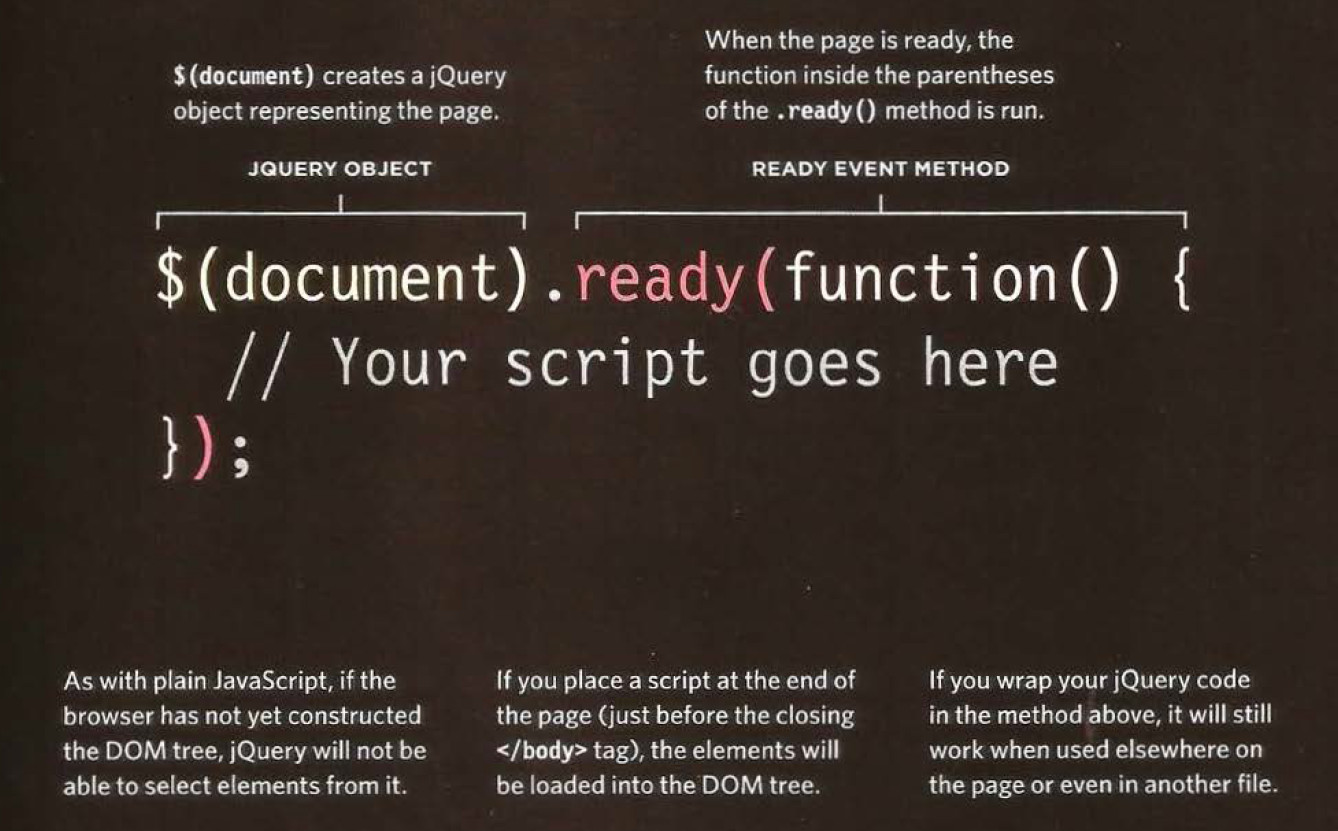 $(document) creates a jQuery
object representing the page.
When the page is ready, the
function inside the parentheses
of the .ready() method is run.
JQUERY OBJECT
READY EVENT METHOD
$(document).ready(function() {
// Your script goes here
});
As with plain JavaScript, if the
browser has not yet constructed
the DOM tree, jQuery will not be
able to select elements from it.
If you place a script at the end of
the page (just before the closing
</body> tag), the elements will
be loaded into the DOM tree.
If you wrap your jQuery code
in the method above, it will still
work when used elsewhere on
the page or even in another file.